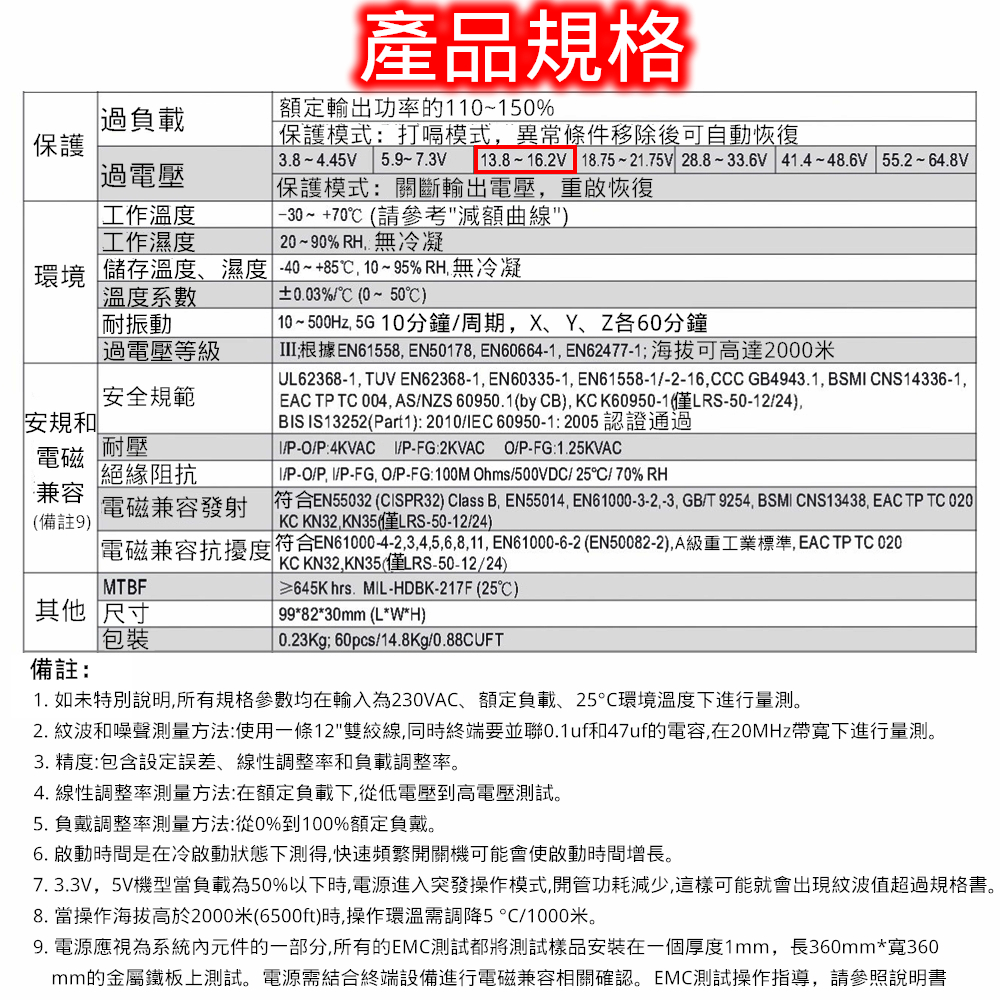 產品規格
保護
過負載
額定輸出功率的110~150%
保護模式：打嗝模式，異常條件移除後可自動恢復
過電壓
3.8 ~ 4.45V 5.9~ 7.3V 13.8 ~ 16.2V 18.75 ~ 21.75V 28.8 ~ 33.6V 41.4 ~ 48.6V 55.2 ~ 64.8V
保護模式：關斷輸出電壓，重啟恢復
環境
工作溫度 -30 ~ +70℃ (請參考"減額曲線")
工作濕度 20 ~ 90% RH, 無冷凝
儲存溫度、濕度 -40 ~ +85℃, 10 ~ 95% RH, 無冷凝
溫度系數 ±0.03%/℃ (0 ~ 50℃)
耐振動 10 ~ 500Hz, 5G 10分鐘/周期，X、Y、Z各60分鐘
過電壓等級 III;根據EN61558, EN50178, EN60664-1, EN62477-1; 海拔可高達2000米
安規和
電磁
兼容
(備註9)
安全規範
UL62368-1, TUV EN62368-1, EN60335-1, EN61558-1/-2-16,CCC GB4943.1, BSMI CNS14336-1,
EAC TP TC 004, AS/NZS 60950.1(by CB), KC K60950-1(僅LRS-50-12/24),
BIS IS13252(Part1): 2010/IEC 60950-1: 2005 認證通過
耐壓 I/P-O/P:4KVAC I/P-FG:2KVAC O/P-FG:1.25KVAC
絕緣阻抗 I/P-O/P, I/P-FG, O/P-FG:100M Ohms/500VDC/ 25℃/ 70% RH
電磁兼容發射
符合EN55032 (CISPR32) Class B, EN55014, EN61000-3-2,-3, GB/T 9254, BSMI CNS13438, EAC TP TC 020
KC KN32,KN35(僅LRS-50-12/24)
電磁兼容抗擾度
符合EN61000-4-2,3,4,5,6,8,11, EN61000-6-2 (EN50082-2),A級重工業標準, EAC TP TC 020
KC KN32,KN35(僅LRS-50-12/24)
其他
MTBF ≥645K hrs. MIL-HDBK-217F (25℃)
尺寸 99*82*30mm (L*W*H)
包裝 0.23Kg; 60pcs/14.8Kg/0.88CUFT
備註：
1. 如未特別說明,所有規格參數均在輸入為230VAC、額定負載、25°C環境溫度下進行量測。
2. 紋波和噪聲測量方法:使用一條12"雙絞線,同時終端要並聯0.1uf和47uf的電容,在20MHz帶寬下進行量測。
3. 精度:包含設定誤差、線性調整率和負載調整率。
4. 線性調整率測量方法:在額定負載下,從低電壓到高電壓測試。
5. 負戴調整率測量方法:從0%到100%額定負戴。
6. 啟動時間是在冷啟動狀態下測得,快速頻繁開關機可能會使啟動時間增長。
7. 3.3V，5V機型當負載為50%以下時,電源進入突發操作模式,開管功耗減少,這樣可能就會出現紋波值超過規格書。
8. 當操作海拔高於2000米(6500ft)時,操作環溫需調降5 °C/1000米。
9. 電源應視為系統內元件的一部分,所有的EMC測試都將測試樣品安裝在一個厚度1mm，長360mm*寬360
mm的金屬鐵板上測試。電源需結合終端設備進行電磁兼容相關確認。EMC測試操作指導，請參照說明書